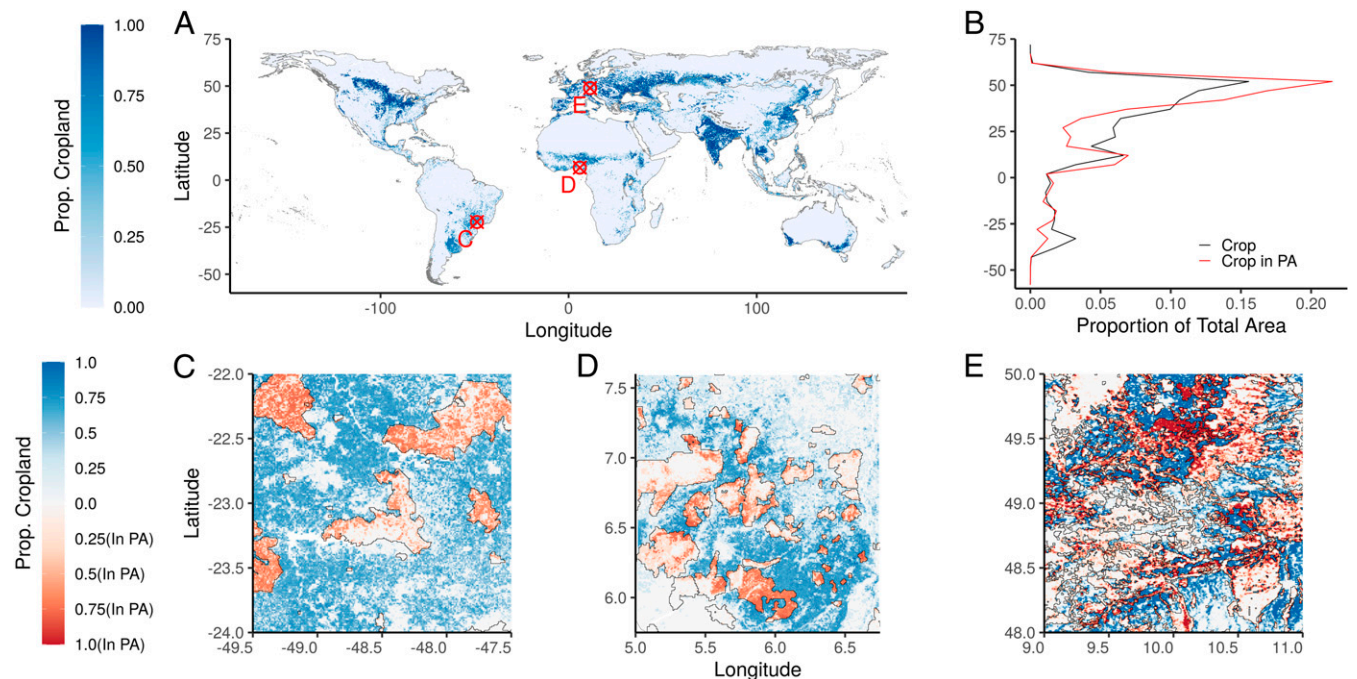 A
B
Prop. Cropland
1.00
0.75
0.50
0.25
0.00
Latitude
75
50
25
0
-25
-50
E
D
C
-100
0
100
Longitude
75
50
25
0
-25
-50
Crop
Crop in PA
0.00
0.05
0.10
0.15
0.20
Proportion of Total Area
Prop. Cropland
1.0
0.75
0.5
0.25
0.0
0.25(In PA)
0.5(In PA)
0.75(In PA)
1.0(In PA)
C
Latitude
-22.0
-22.5
-23.0
-23.5
-24.0
-49.5
-49.0
-48.5
-48.0
-47.5
D
7.5
7.0
6.5
6.0
5.0
5.5
6.0
6.5
Longitude
E
50.0
49.5
49.0
48.5
48.0
9.0
9.5
10.0
10.5
11.0